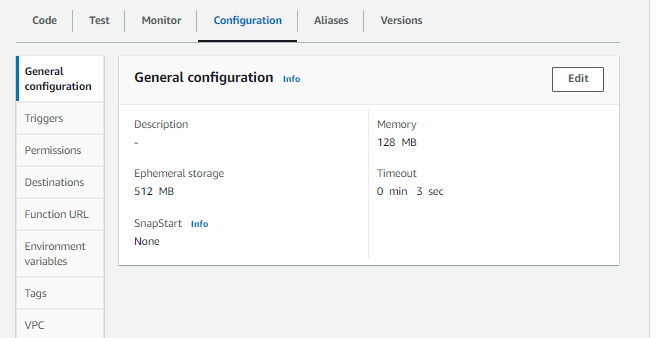 Code Test Monitor Configuration Aliases Versions
General
configuration
Triggers
Permissions
Destinations
Function URL
Environment
variables
Tags
VPC
General configuration Info
Edit
Description
-
Memory
128 MB
Ephemeral storage
512 MB
Timeout
0 min 3 sec
SnapStart Info
None